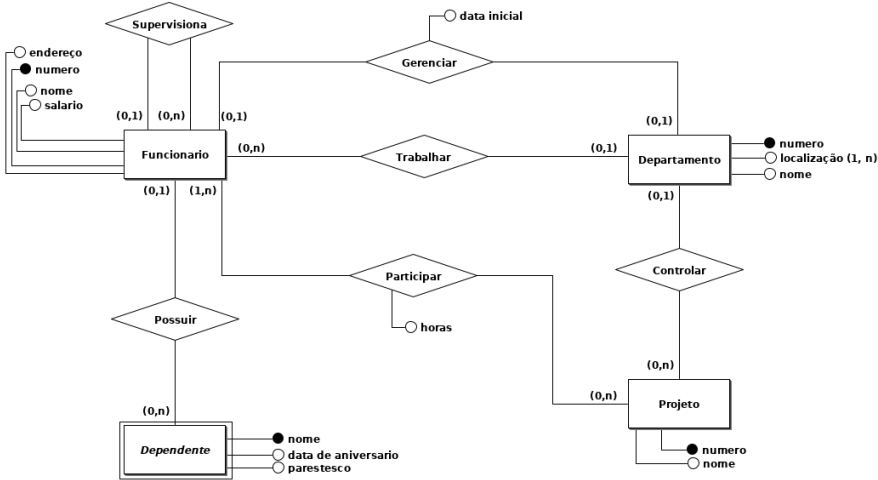 data inicial
Supervisiona
endereço
numero
nome
salario
Gerenciar
(0,1)
(0,n)
(0,1)
(0,1)
Funcionario
(0,n)
Trabalhar
(0,1)
Departamento
numero
localização (1, n)
nome
(0,1)
(1,n)
(0,1)
Participar
Controlar
horas
Possuir
(0,n)
(0,n)
(0,n)
Projeto
numero
nome
Dependente
nome
data de aniversario
parestesco